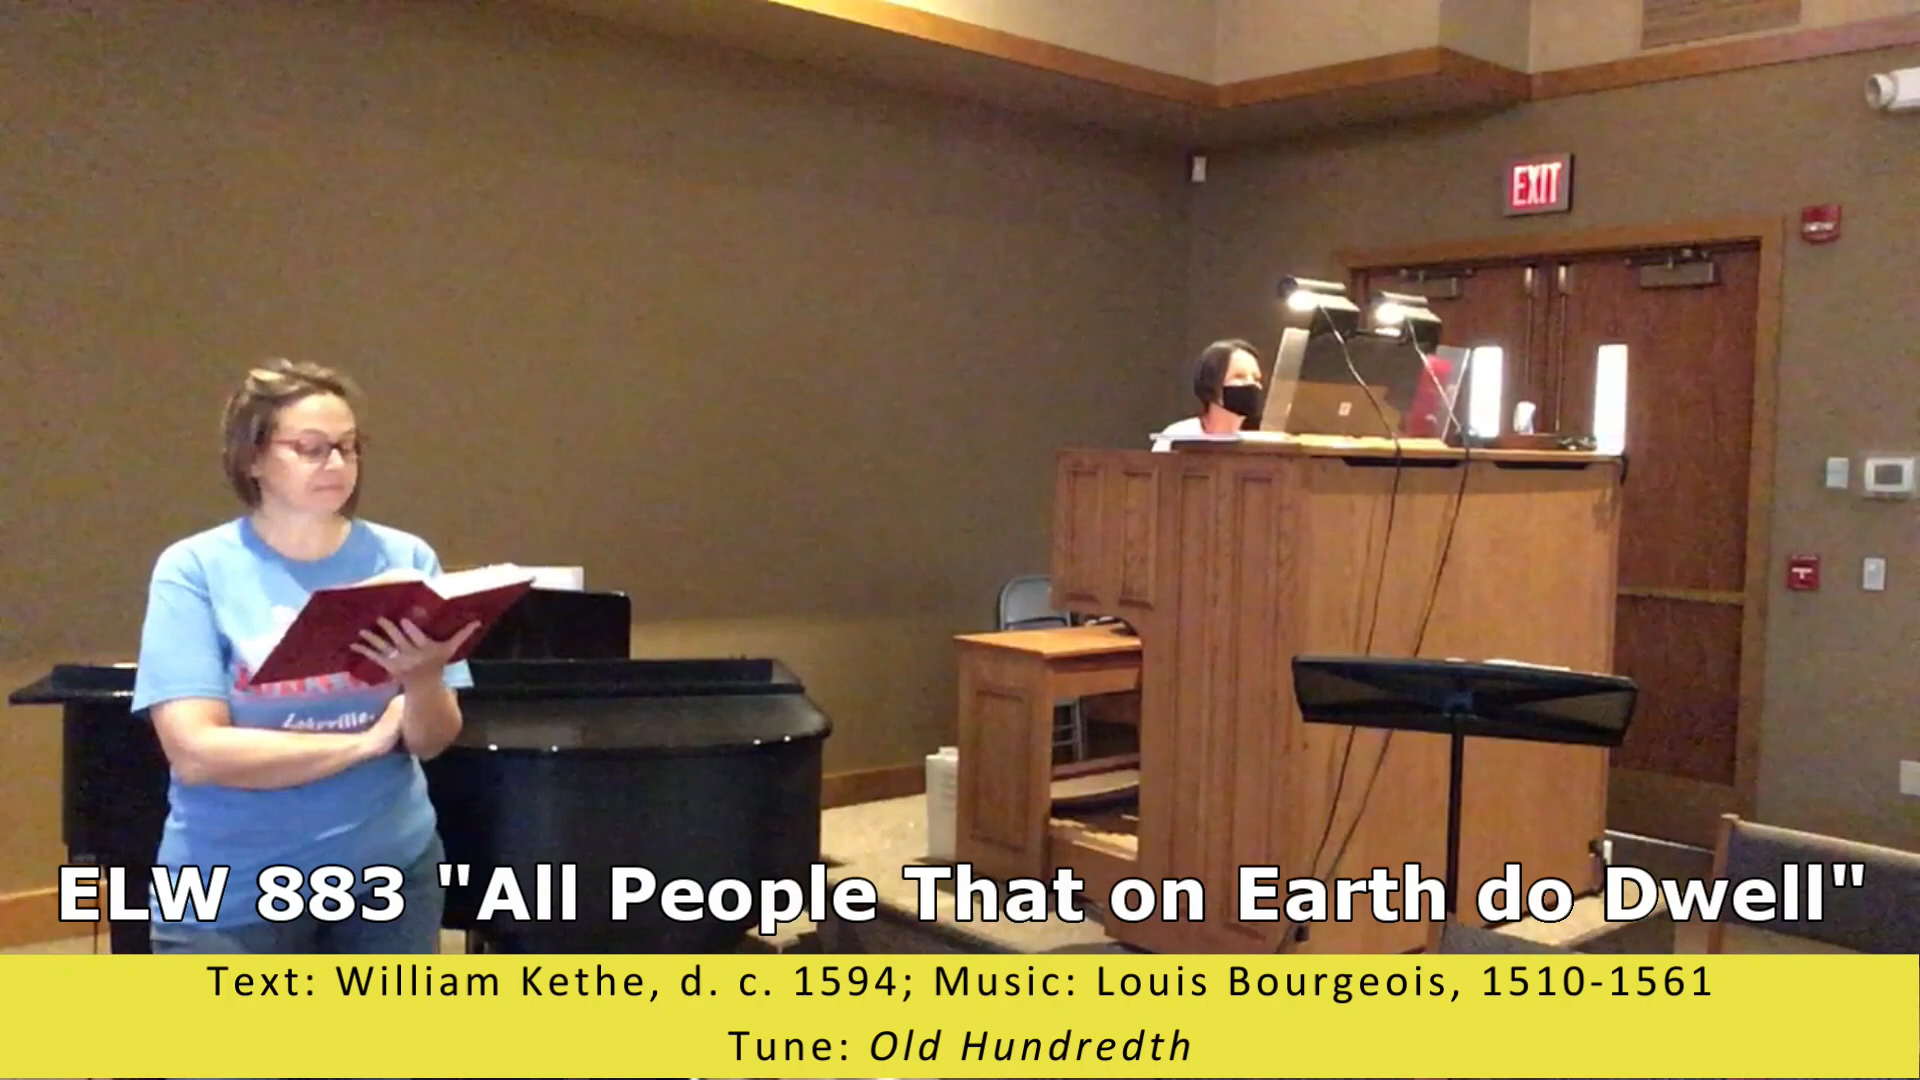 EXIT
Lakeville,
ELW 883 "All People That on Earth do Dwell"
Text: William Kethe, d. c. 1594; Music: Louis Bourgeois, 1510-1561
Tune: Old Hundredth